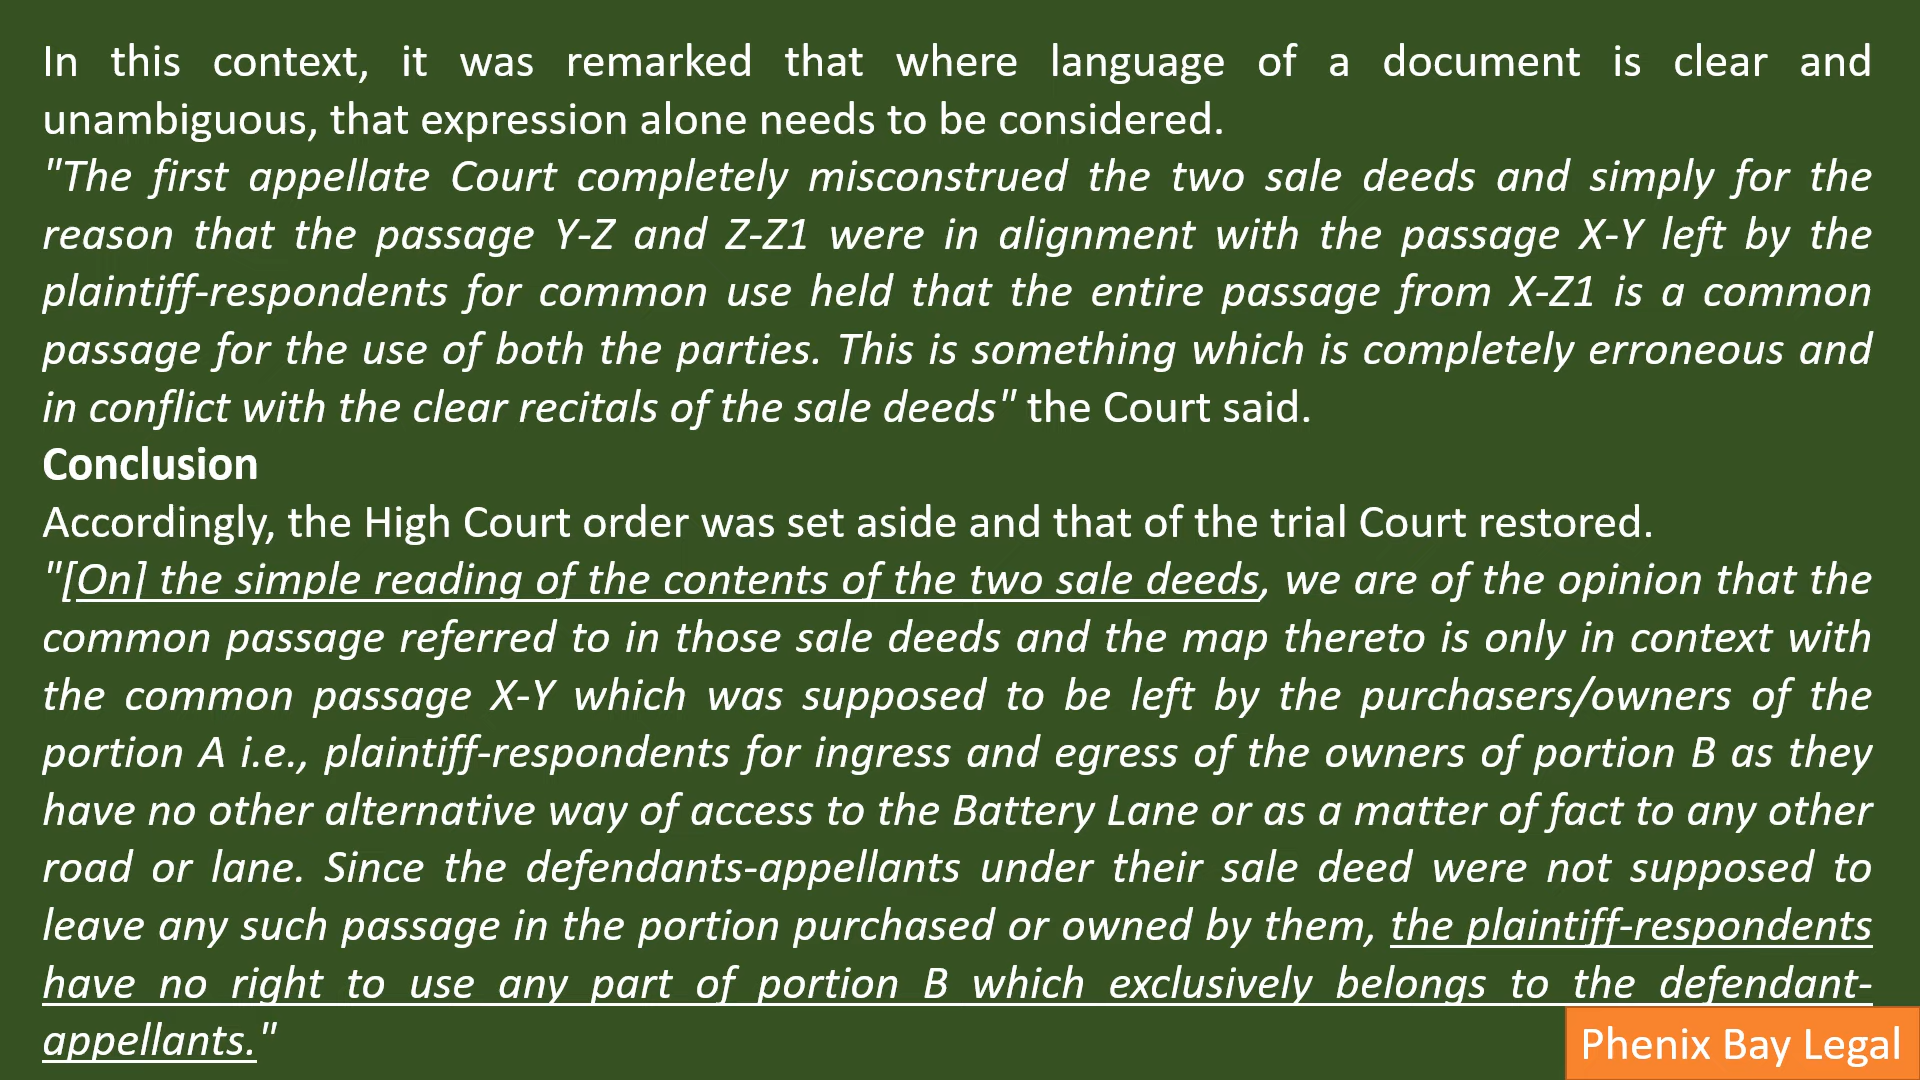 In this context, it was remarked that where language of a document is clear and
unambiguous, that expression alone needs to be considered.
"The first appellate Court completely misconstrued the two sale deeds and simply for the
reason that the passage Y-Z and Z-Z1 were in alignment with the passage X-Y left by the
plaintiff-respondents for common use held that the entire passage from X-Z1 is a common
passage for the use of both the parties. This is something which is completely erroneous and
in conflict with the clear recitals of the sale deeds" the Court said.
Conclusion
Accordingly, the High Court order was set aside and that of the trial Court restored.
"[On] the simple reading of the contents of the two sale deeds, we are of the opinion that the
common passage referred to in those sale deeds and the map thereto is only in context with
the common passage X-Y which was supposed to be left by the purchasers/owners of the
portion A i.e., plaintiff-respondents for ingress and egress of the owners of portion B as they
have no other alternative way of access to the Battery Lane or as a matter of fact to any other
road or lane. Since the defendants-appellants under their sale deed were not supposed to
leave any such passage in the portion purchased or owned by them, the plaintiff-respondents
have no right to use any part of portion B which exclusively belongs to the defendant-
appellants."
Phenix Bay Legal